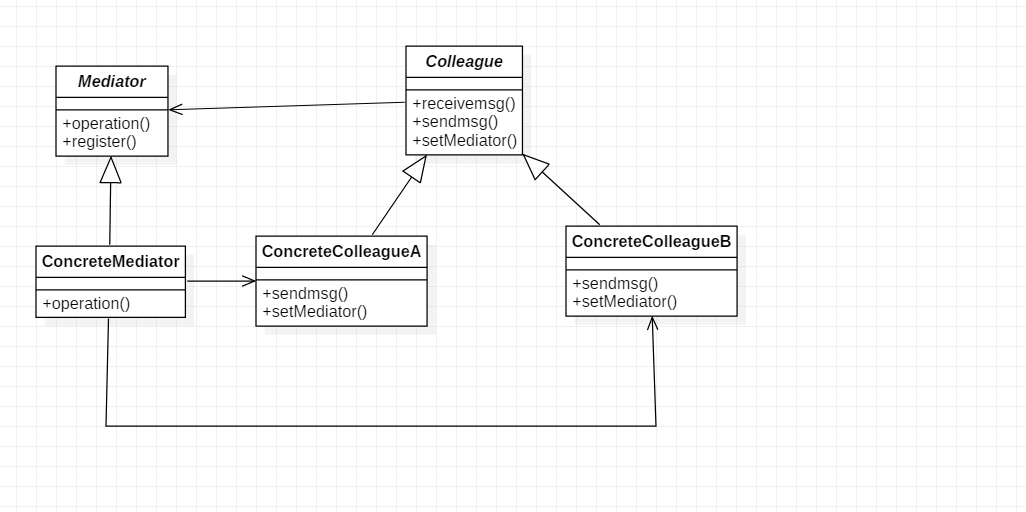 Mediator
+operation()
+register()
Colleague
+receivemsg()
+sendmsg()
+setMediator()
ConcreteMediator
+operation()
ConcreteColleagueA
+sendmsg()
+setMediator()
ConcreteColleagueB
+sendmsg()
+setMediator()